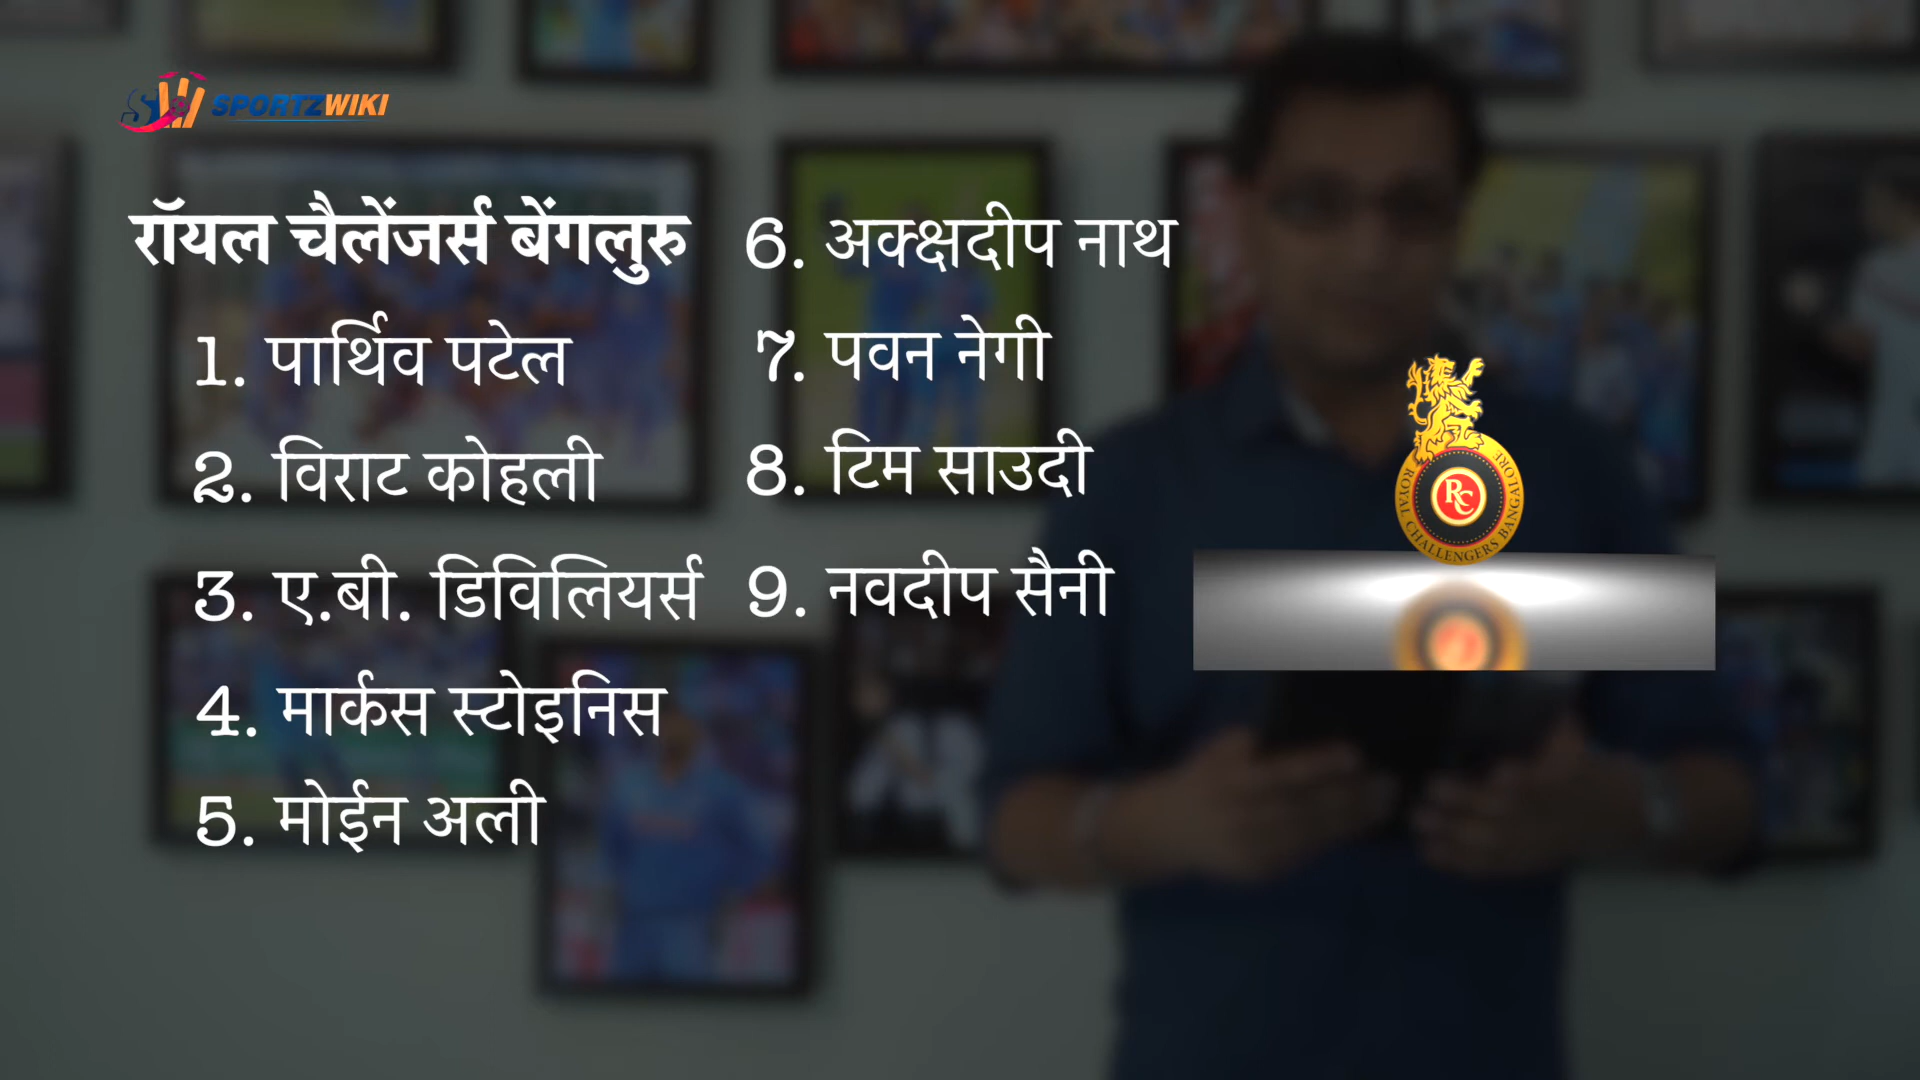 SPORTZWIKI
रॉयल चैलेंजर्स बेंगलुरु
1. पार्थिव पटेल
2. विराट कोहली
3. ए.बी. डिविलियर्स
4. मार्कस स्टोइनिस
5. मोईन अली
6. अक्क्षदीप नाथ
7. पवन नेगी
8. टिम साउदी
9. नवदीप सैनी
RC
ROYAL CHALLENGERS BANGALORE